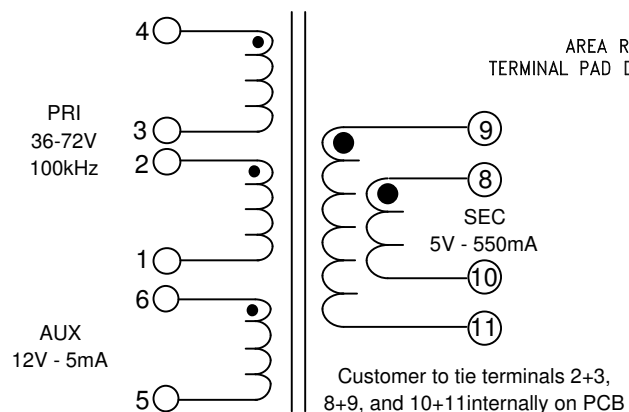 4
AREA R
TERMINAL PAD D
PRI
36-72V
100kHz
3
2
9
8
SEC
5V - 550mA
1
6
10
11
AUX
12V - 5mA
5
Customer to tie terminals 2+3,
8+9, and 10+11internally on PCB